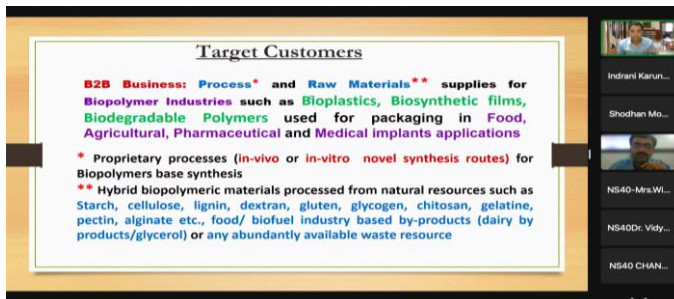 Target Customers
B2B Business: Process* and Raw Materials** supplies for
Biopolymer Industries such as Bioplastics, Biosynthetic films,
Biodegradable Polymers used for packaging in Food,
Agricultural, Pharmaceutical and Medical implants applications
* Proprietary processes (in-vivo or in-vitro novel synthesis routes) for
Biopolymers base synthesis
** Hybrid biopolymeric materials processed from natural resources such as
Starch, cellulose, lignin, dextran, gluten, glycogen, chitosan, gelatine,
pectin, alginate etc., food/ biofuel industry based by-products (dairy by
products/glycerol) or any abundantly available waste resource
Indrani Karun...
Shodhan Mo...
NS40-Mrs.Wi...
NS40Dr. Vidy...
NS40 CHAN...